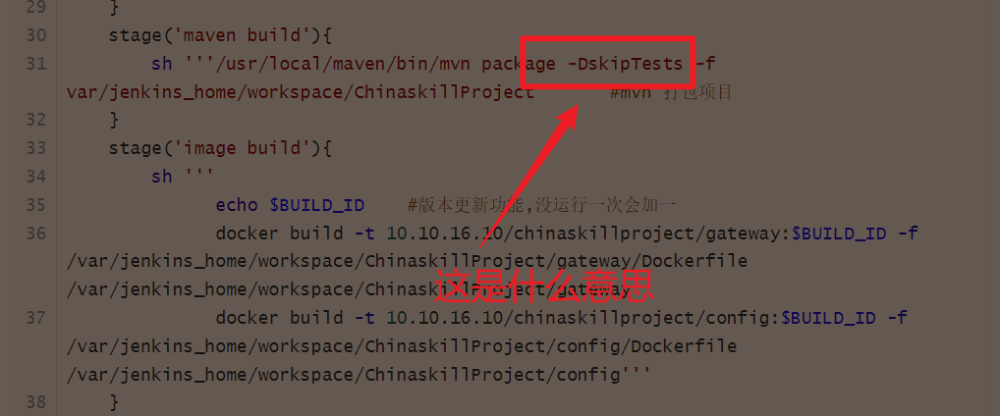 29 }
30 stage('maven build'){
31 sh '''/usr/local/maven/bin/mvn package -DskipTests -f
var/jenkins_home/workspace/ChinaskillProject #mvn 打包项目
32 }
33 stage('image build'){
34 sh '''
35 echo $BUILD_ID #版本更新功能,没运行一次会加一
36 docker build -t 10.10.16.10/chinaskillproject/gateway:$BUILD_ID -f
/var/jenkins_home/workspace/ChinaskillProject/gateway/Dockerfile
/var/jenkins_home/workspace/ChinaskillProject/gateway
这是什么意思
37 docker build -t 10.10.16.10/chinaskillproject/config:$BUILD_ID -f
/var/jenkins_home/workspace/ChinaskillProject/config/Dockerfile
/var/jenkins_home/workspace/ChinaskillProject/config'''
38 }